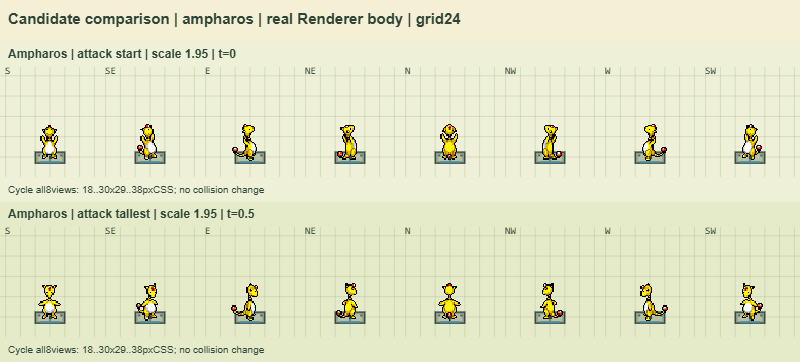 Candidate comparison | ampharos | real Renderer body | grid24
Ampharos | attack start | scale 1.95 | t=0
S SE E NE N NW W SW
Cycle all8views: 18..30x29..38pxCSS; no collision change
Ampharos | attack tallest | scale 1.95 | t=0.5
S SE E NE N NW W SW
Cycle all8views: 18..30x29..38pxCSS; no collision change